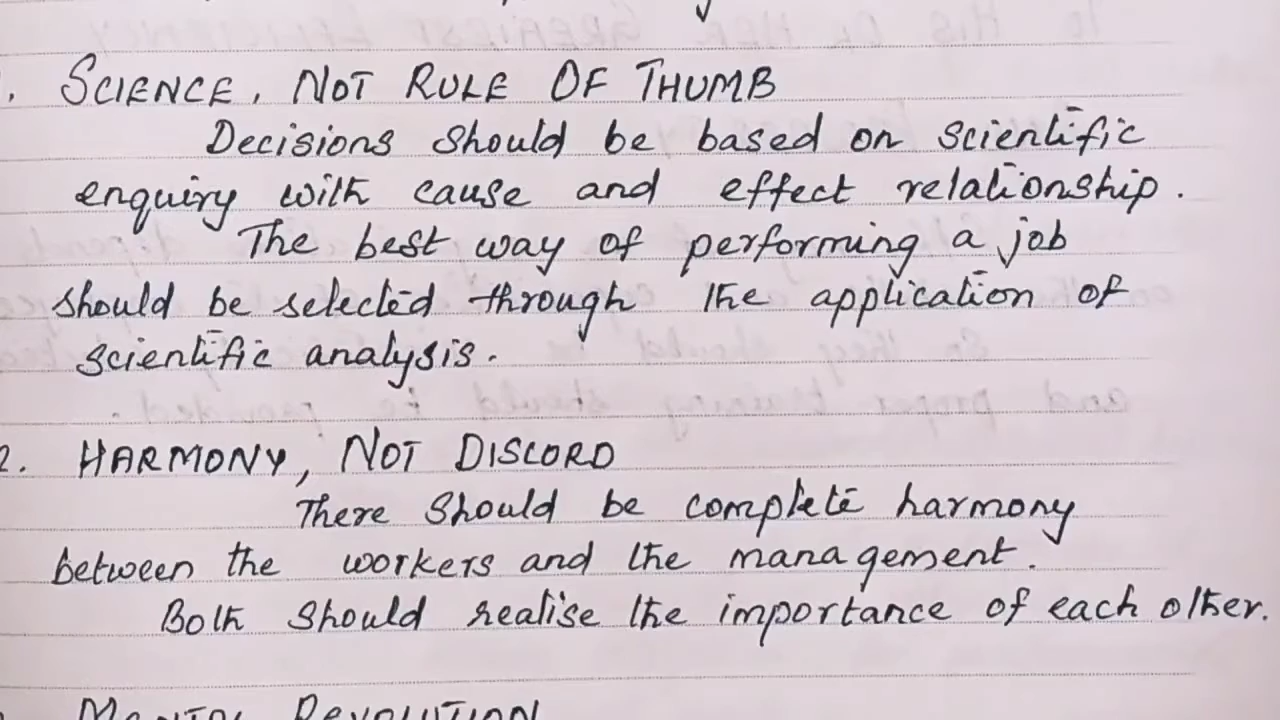 . SCIENCE, NOT RULE OF THUMB
Decisions should be based on scientific
enquiry with cause and effect relationship.
The best way of performing a job
should be selected through the application of
scientific analysis.
2. HARMONY, NOT DISCORD
There should be complete harmony
between the workers and the management.
Both should realise the importance of each other.
MENTAL REVOLUTION